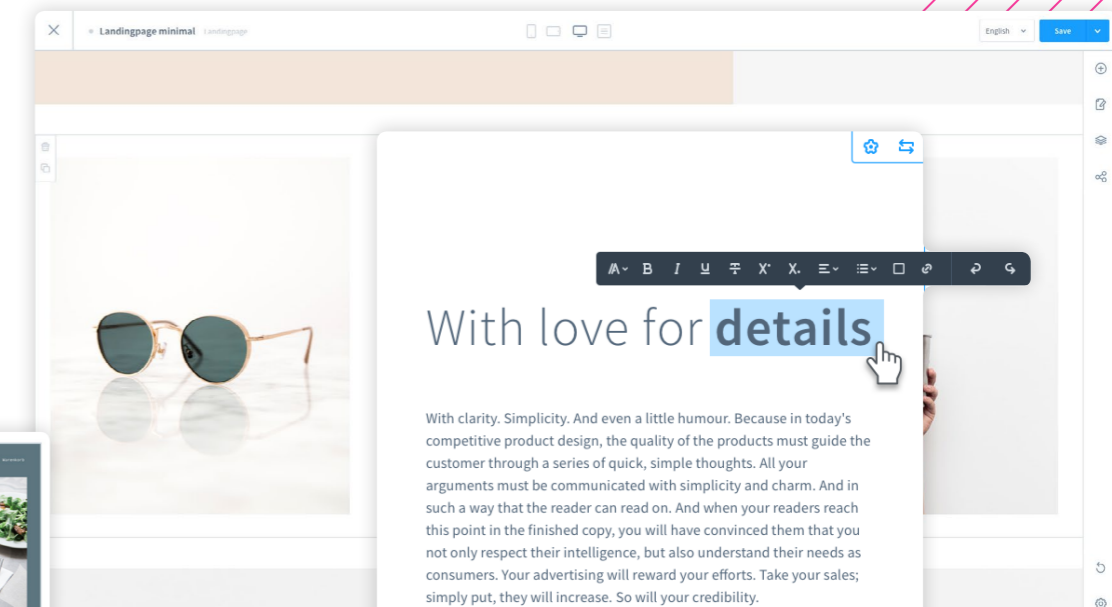 Landingpage minimal Landingpage
English
Save
B I U T X X
With love for details
With clarity. Simplicity. And even a little humour. Because in today's
competitive product design, the quality of the products must guide the
customer through a series of quick, simple thoughts. All your
arguments must be communicated with simplicity and charm. And in
such a way that the reader can read on. And when your readers reach
this point in the finished copy, you will have convinced them that you
not only respect their intelligence, but also understand their needs as
consumers. Your advertising will reward your efforts. Take your sales;
simply put, they will increase. So will your credibility.